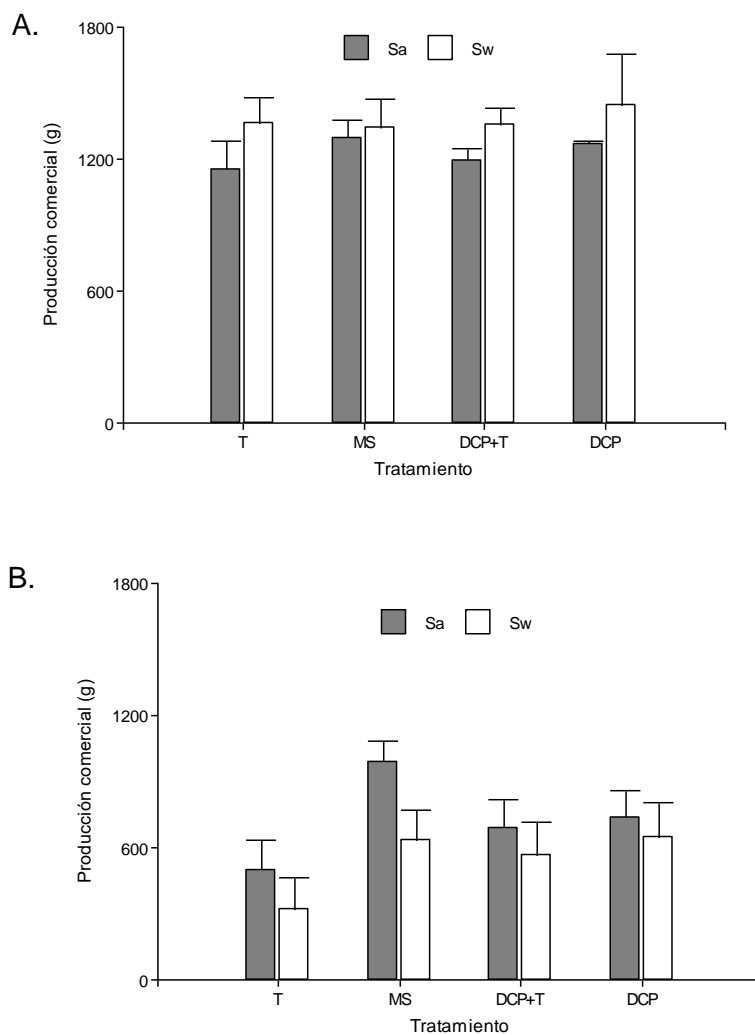 A.
1800
Sa Sw
1200
Producción comercial (g)
600
0
T MS DCP+T DCP
Tratamiento
B.
1800
Sa Sw
1200
Producción comercial (g)
600
0
T MS DCP+T DCP
Tratamiento